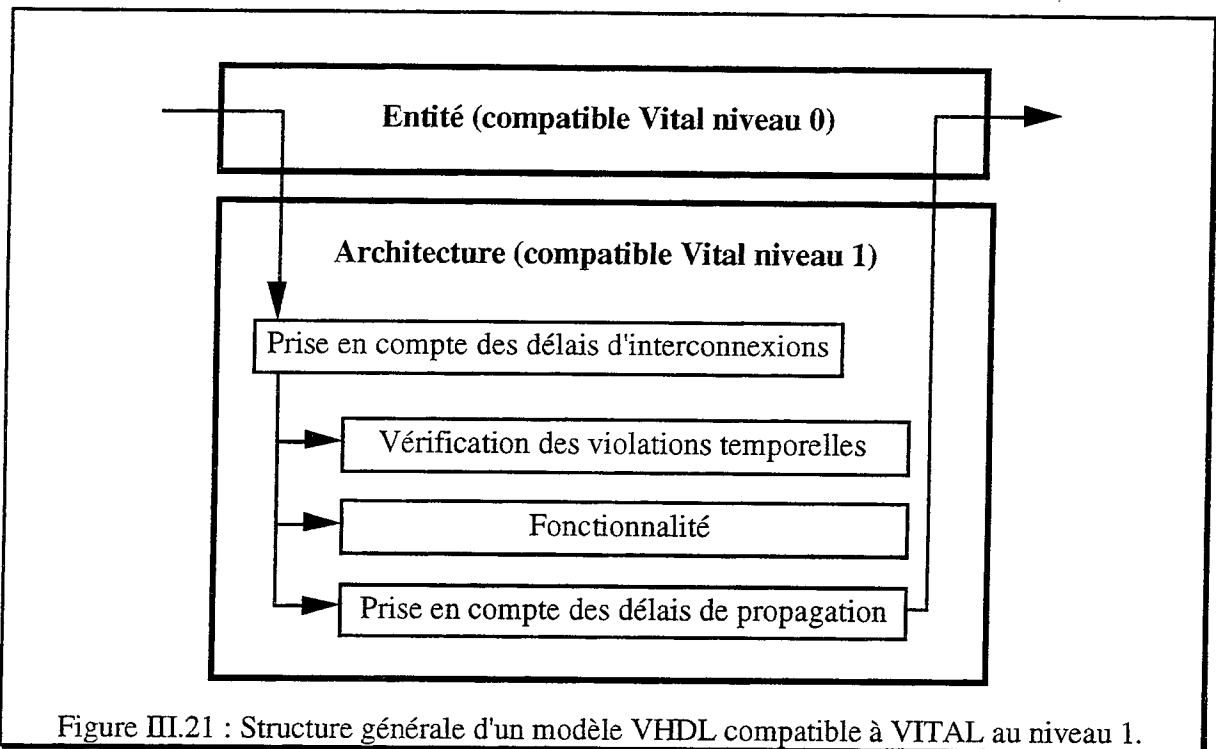 Entité (compatible Vital niveau 0)
Architecture (compatible Vital niveau 1)
Prise en compte des délais d'interconnexions
Vérification des violations temporelles
Fonctionnalité
Prise en compte des délais de propagation
Figure III.21 : Structure générale d'un modèle VHDL compatible à VITAL au niveau 1.